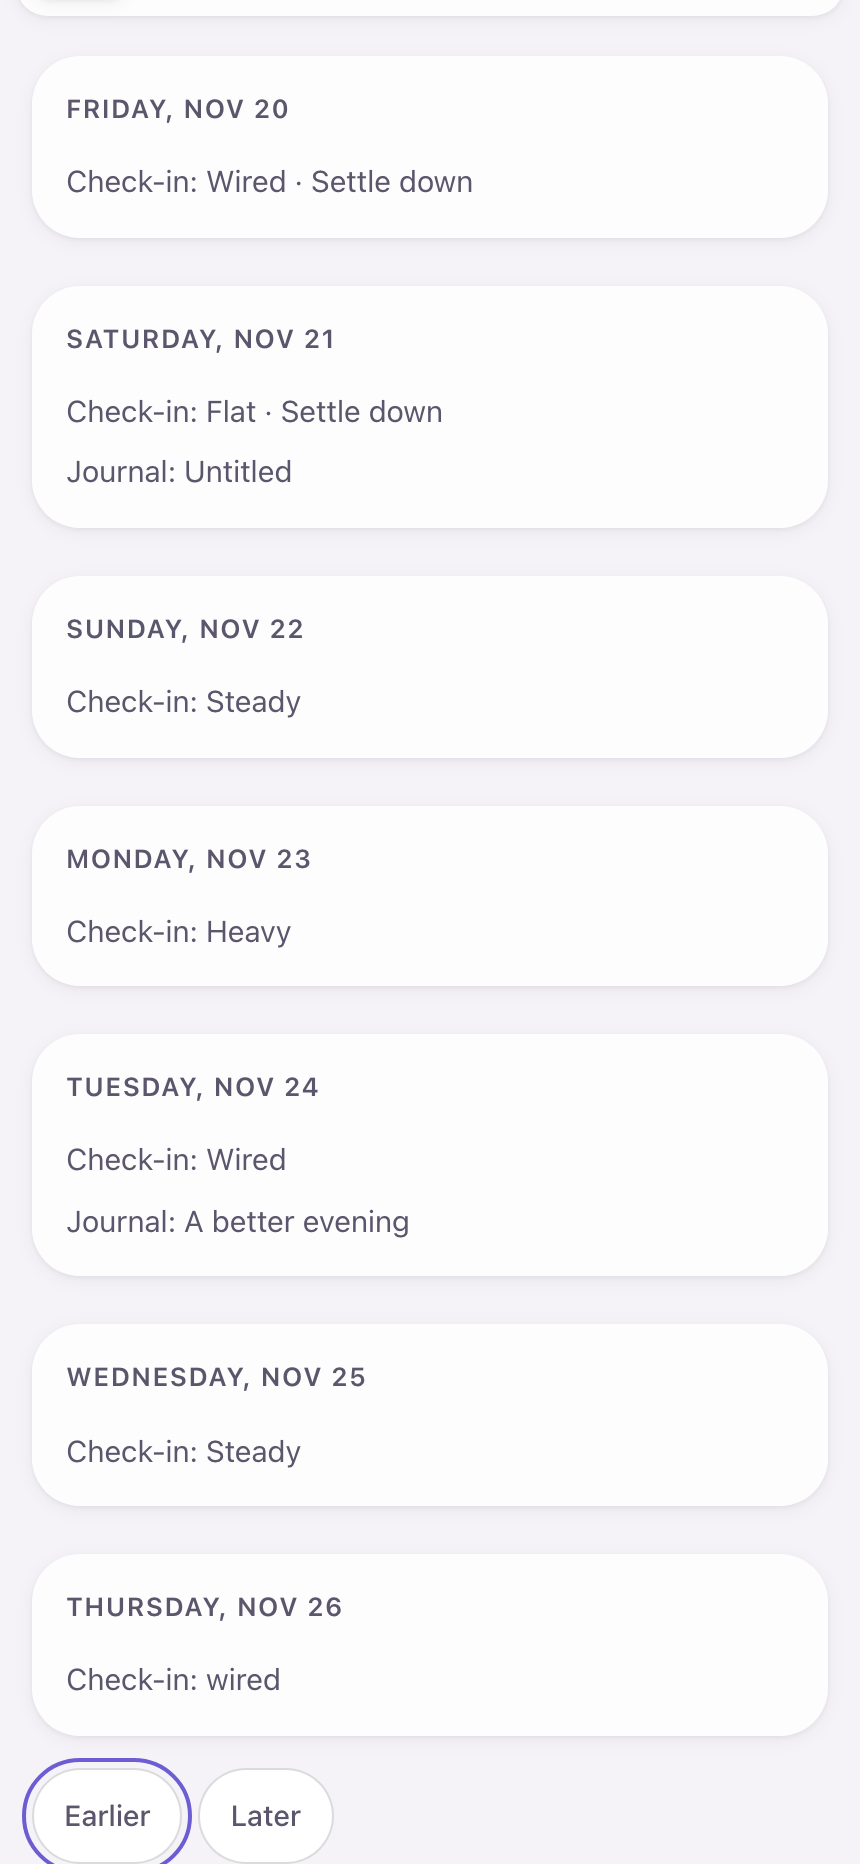 FRIDAY, NOV 20
Check-in: Wired · Settle down
SATURDAY, NOV 21
Check-in: Flat · Settle down
Journal: Untitled
SUNDAY, NOV 22
Check-in: Steady
MONDAY, NOV 23
Check-in: Heavy
TUESDAY, NOV 24
Check-in: Wired
Journal: A better evening
WEDNESDAY, NOV 25
Check-in: Steady
THURSDAY, NOV 26
Check-in: wired
Earlier Later